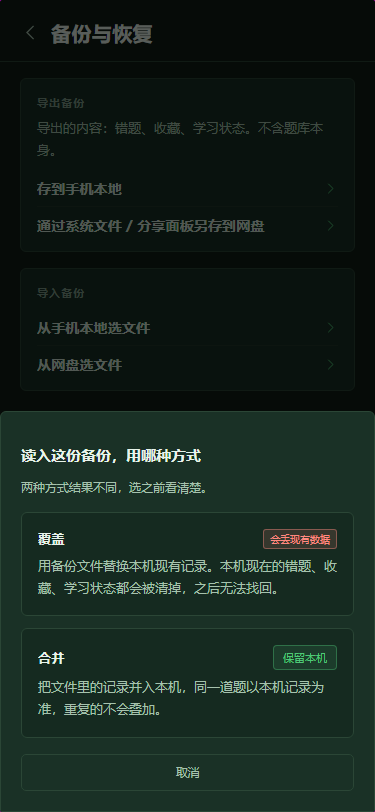 备份与恢复
导出备份
导出的内容：错题、收藏、学习状态。不含题库本
身。
存到手机本地
通过系统文件 / 分享面板另存到网盘
导入备份
从手机本地选文件
从网盘选文件
读入这份备份，用哪种方式
两种方式结果不同，选之前看清楚。
覆盖
会丢现有数据
用备份文件替换本机现有记录。本机现在的错题、收
藏、学习状态都会被清掉，之后无法找回。
合并
保留本机
把文件里的记录并入本机，同一道题以本机记录为
准，重复的不会叠加。
取消